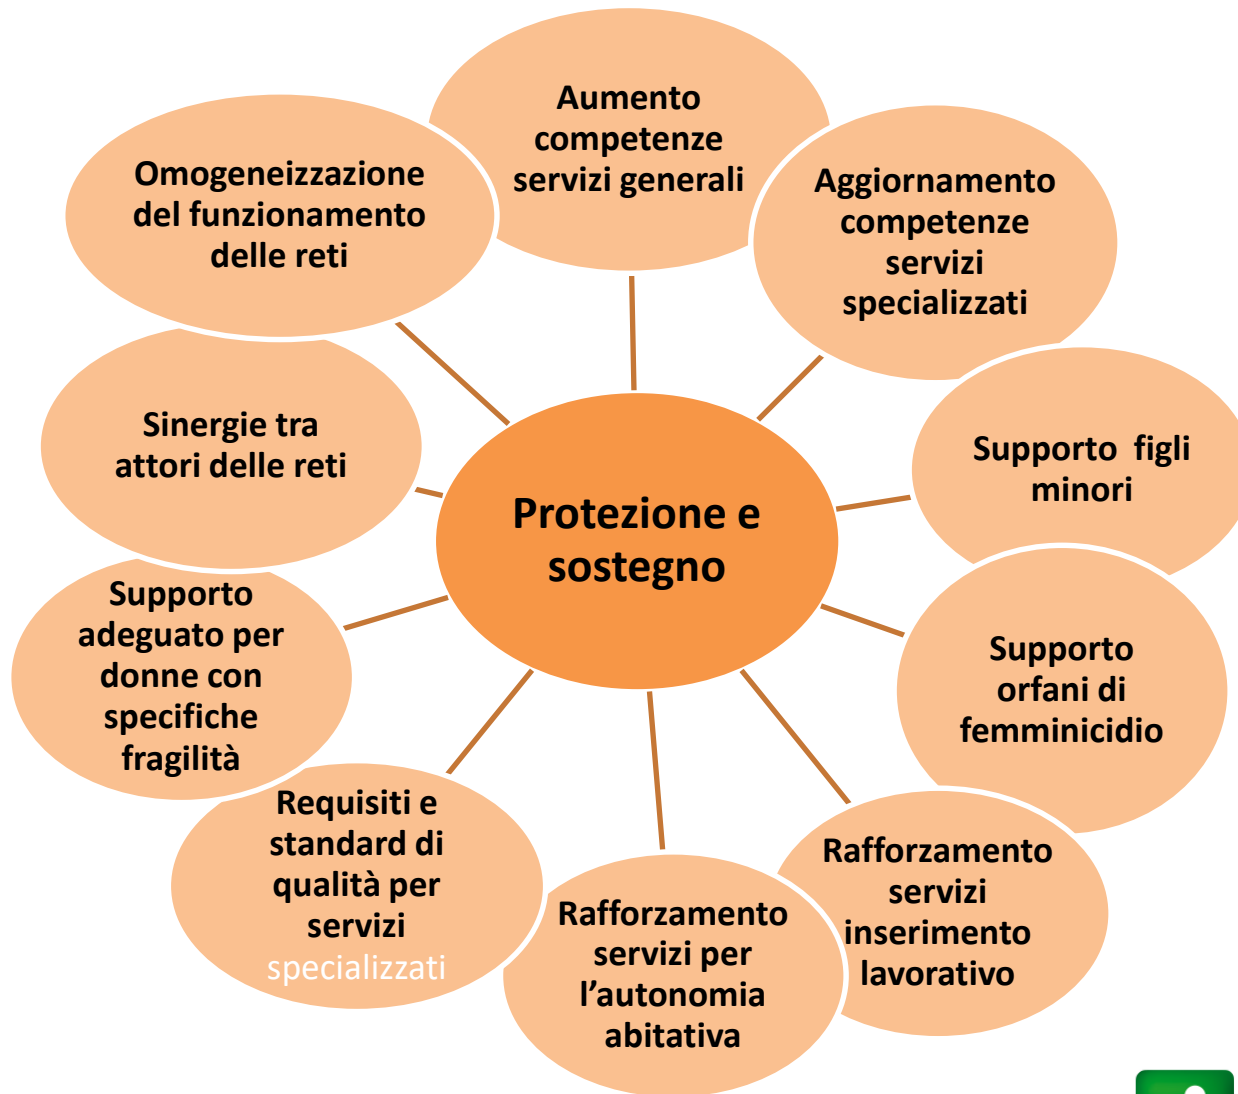 Aumento
competenze
servizi generali
Aggiornamento
competenze
servizi
specializzati
Supporto figli
minori
Supporto
orfani di
femminicidio
Rafforzamento
servizi
inserimento
lavorativo
Rafforzamento
servizi per
l’autonomia
abitativa
Requisiti e
standard di
qualità per
servizi
specializzati
Supporto
adeguato per
donne con
specifiche
fragilità
Sinergie tra
attori delle reti
Omogeneizzazione
del funzionamento
delle reti
Protezione e
sostegno